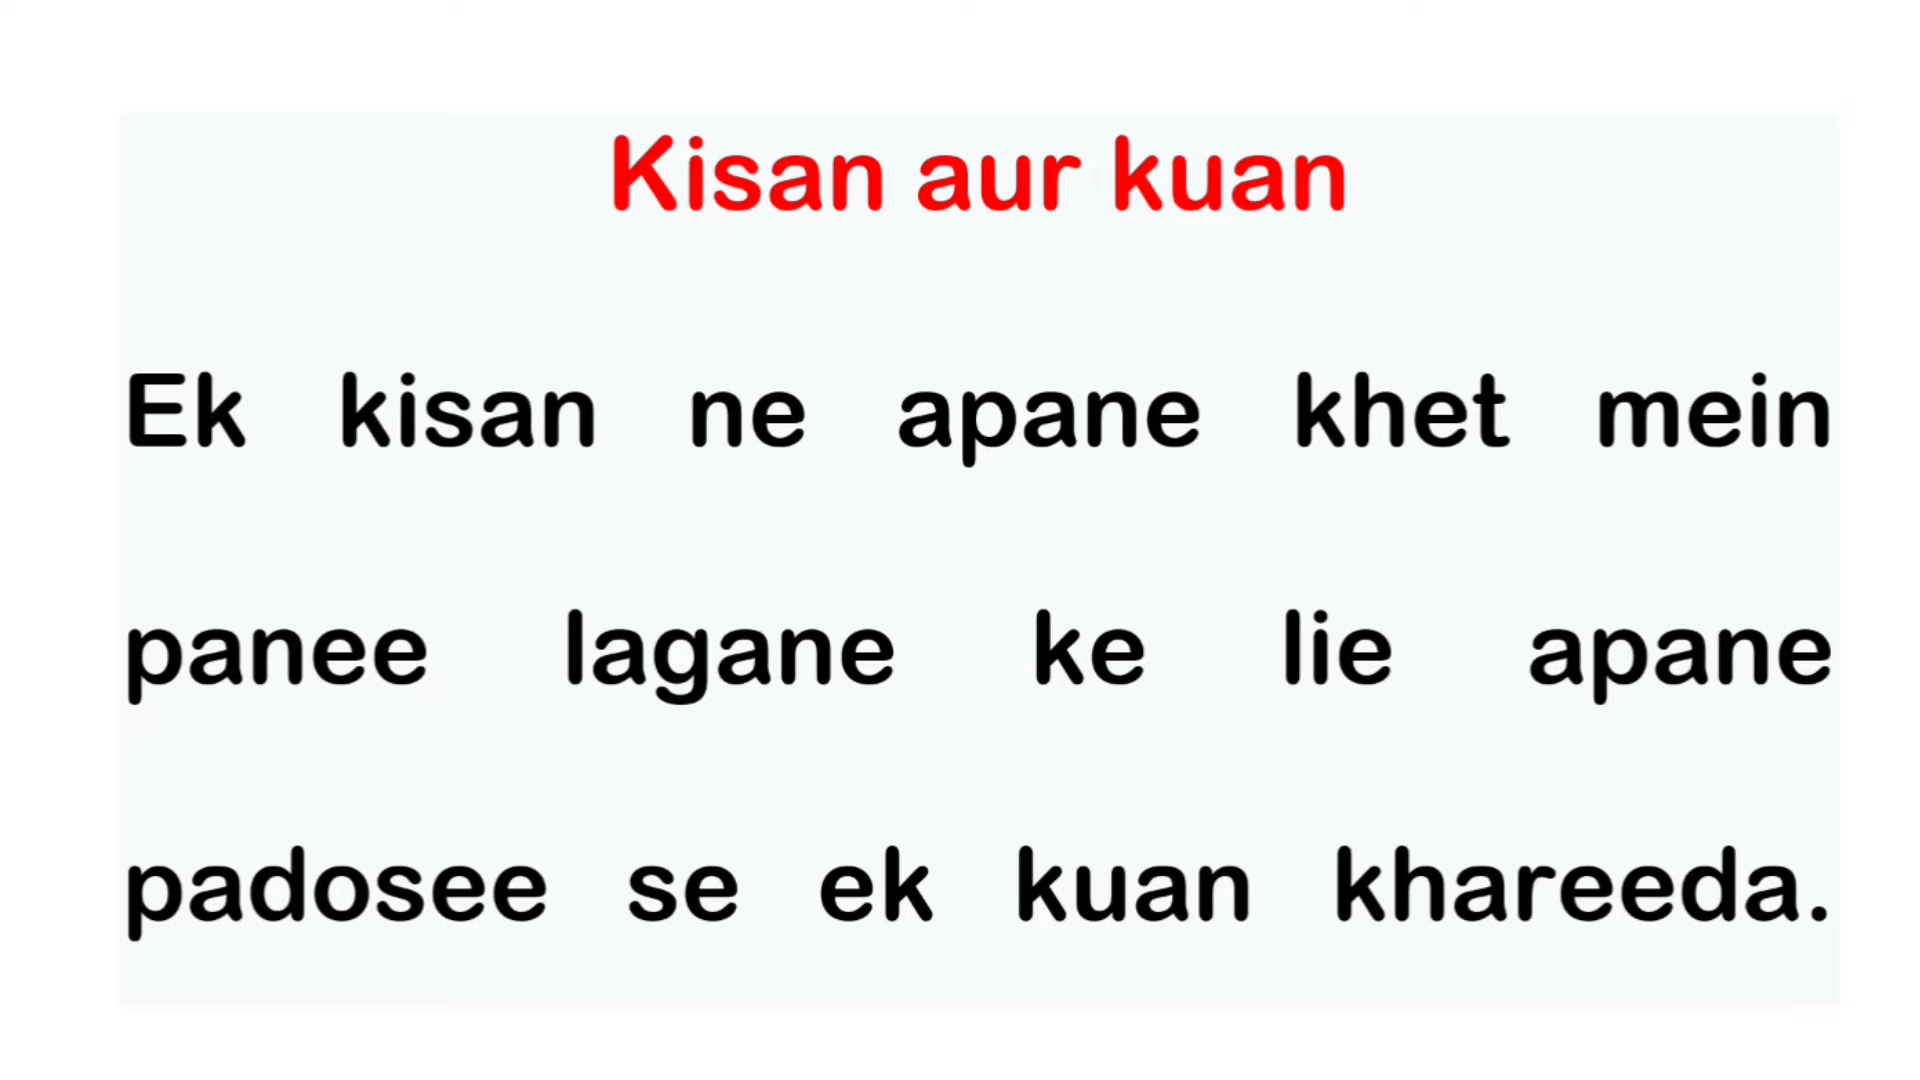 Kisan aur kuan
Ek kisan ne apane khet mein
panee lagane ke lie apane
padosee se ek kuan khareeda.